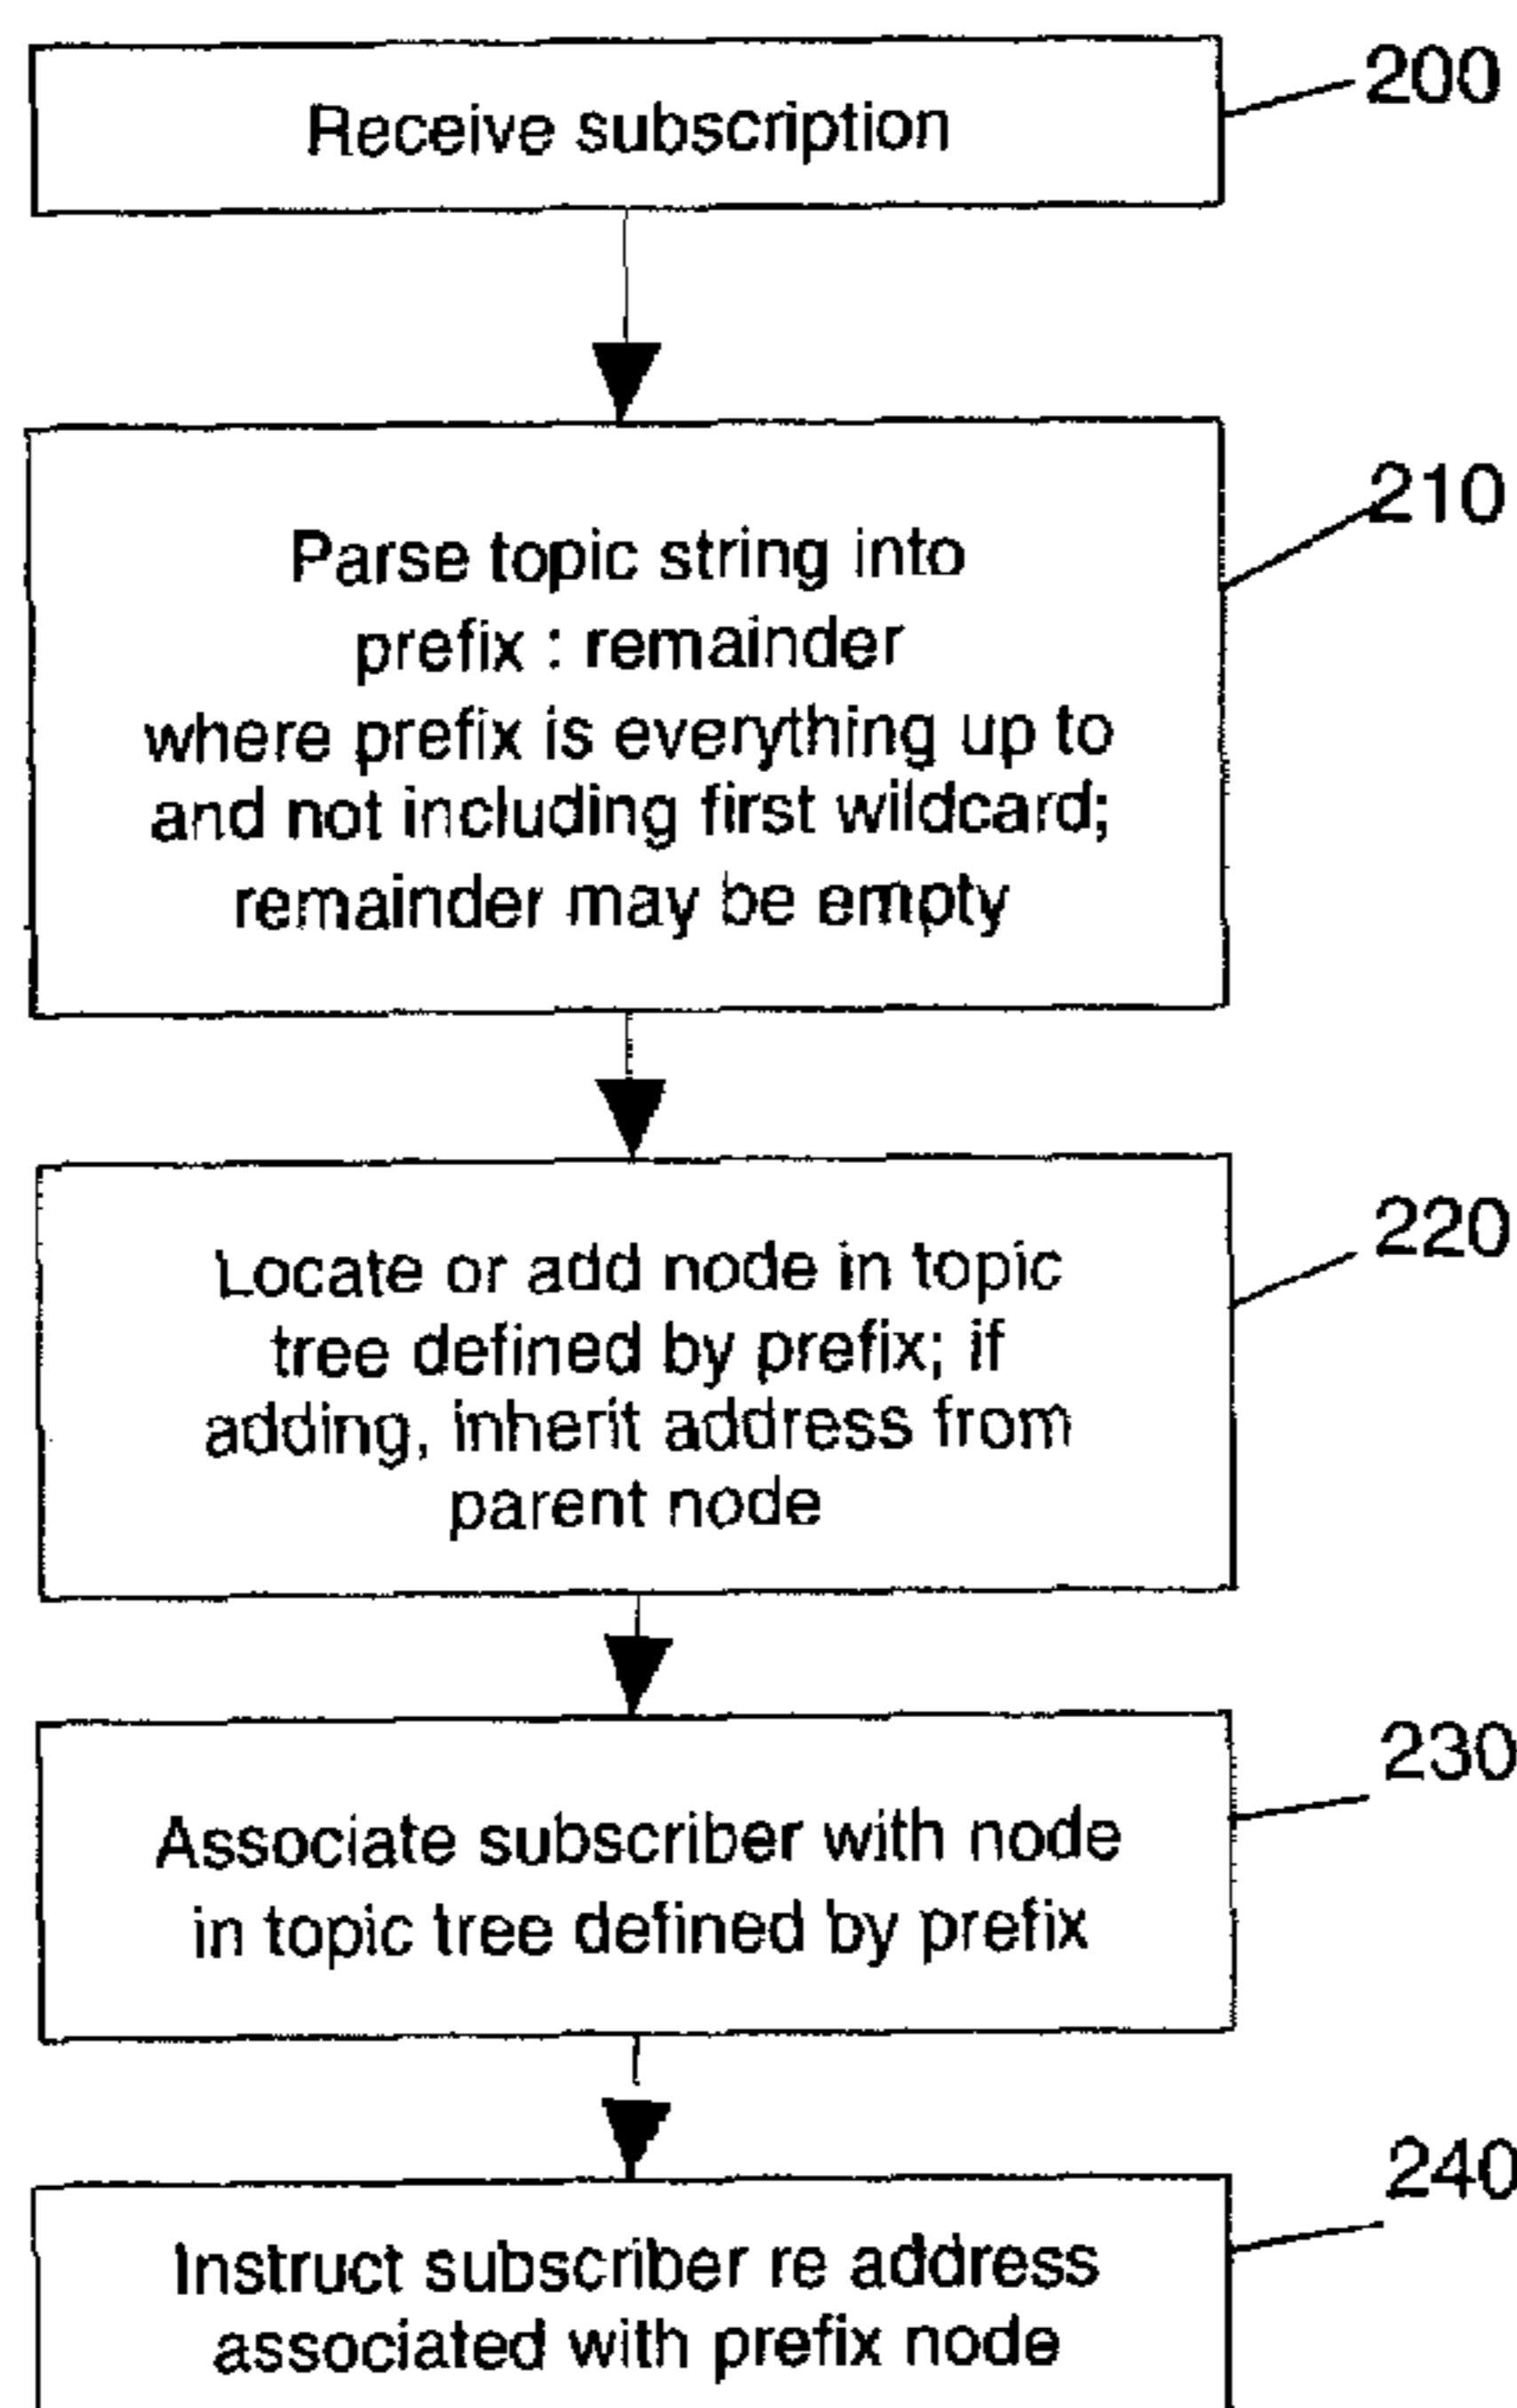 Receive subscription
200
Parse topic string into
prefix : remainder
where prefix is everything up to
and not including first wildcard;
remainder may be empty
210
Locate or add node in topic
tree defined by prefix; if
adding, inherit address from
parent node
220
Associate subscriber with node
in topic tree defined by prefix
230
Instruct subscriber re address
associated with prefix node
240